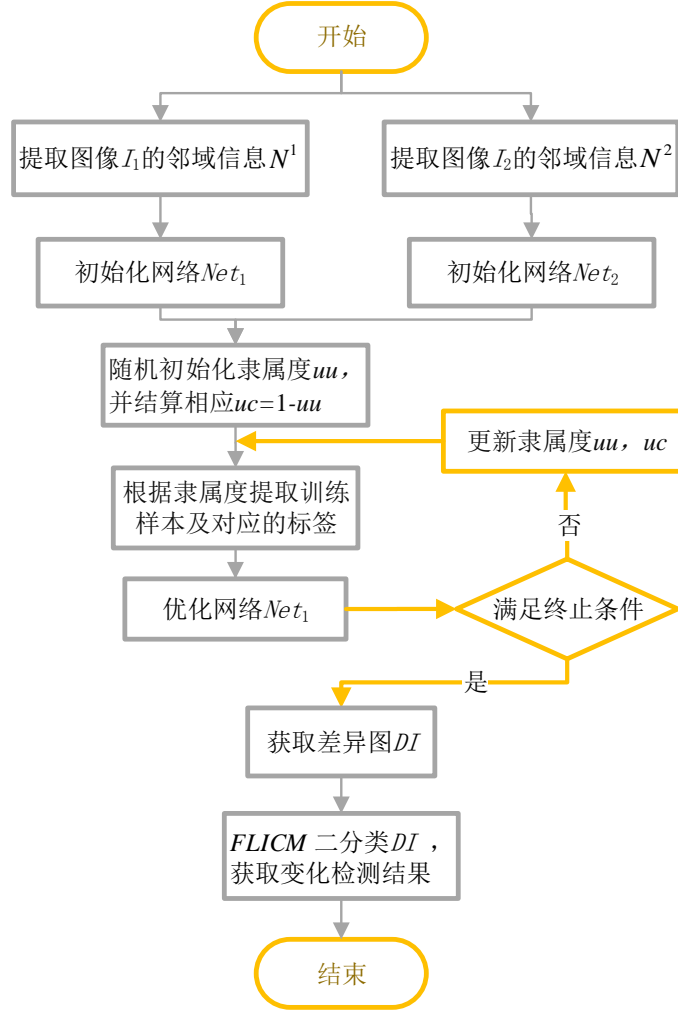 开始
提取图像I₁的邻域信息N¹
提取图像I₂的邻域信息N²
初始化网络Net₁
初始化网络Net₂
随机初始化隶属度uu，
并结算相应uc=1-uu
更新隶属度uu，uc
根据隶属度提取训练
样本及对应的标签
否
优化网络Net₁
满足终止条件
是
获取差异图DI
FLICM 二分类DI ，
获取变化检测结果
结束